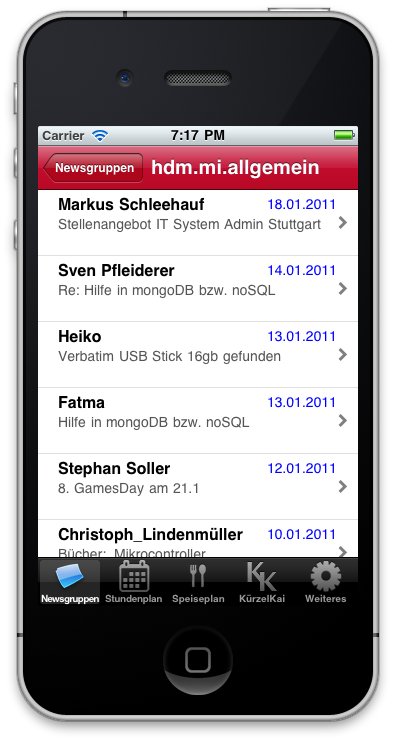 Carrier 7:17 PM
Newsgruppen hdm.mi.allgemein
Markus Schleehauf 18.01.2011
Stellenangebot IT System Admin Stuttgart
Sven Pfleiderer 14.01.2011
Re: Hilfe in mongoDB bzw. noSQL
Heiko 13.01.2011
Verbatim USB Stick 16gb gefunden
Fatma 13.01.2011
Hilfe in mongoDB bzw. noSQL
Stephan Soller 12.01.2011
8. GamesDay am 21.1
Christoph_Lindenmüller 10.01.2011
Bücher: Mikrocontroller
KK
Newsgruppen Stundenplan Speiseplan KürzelKai Weiteres